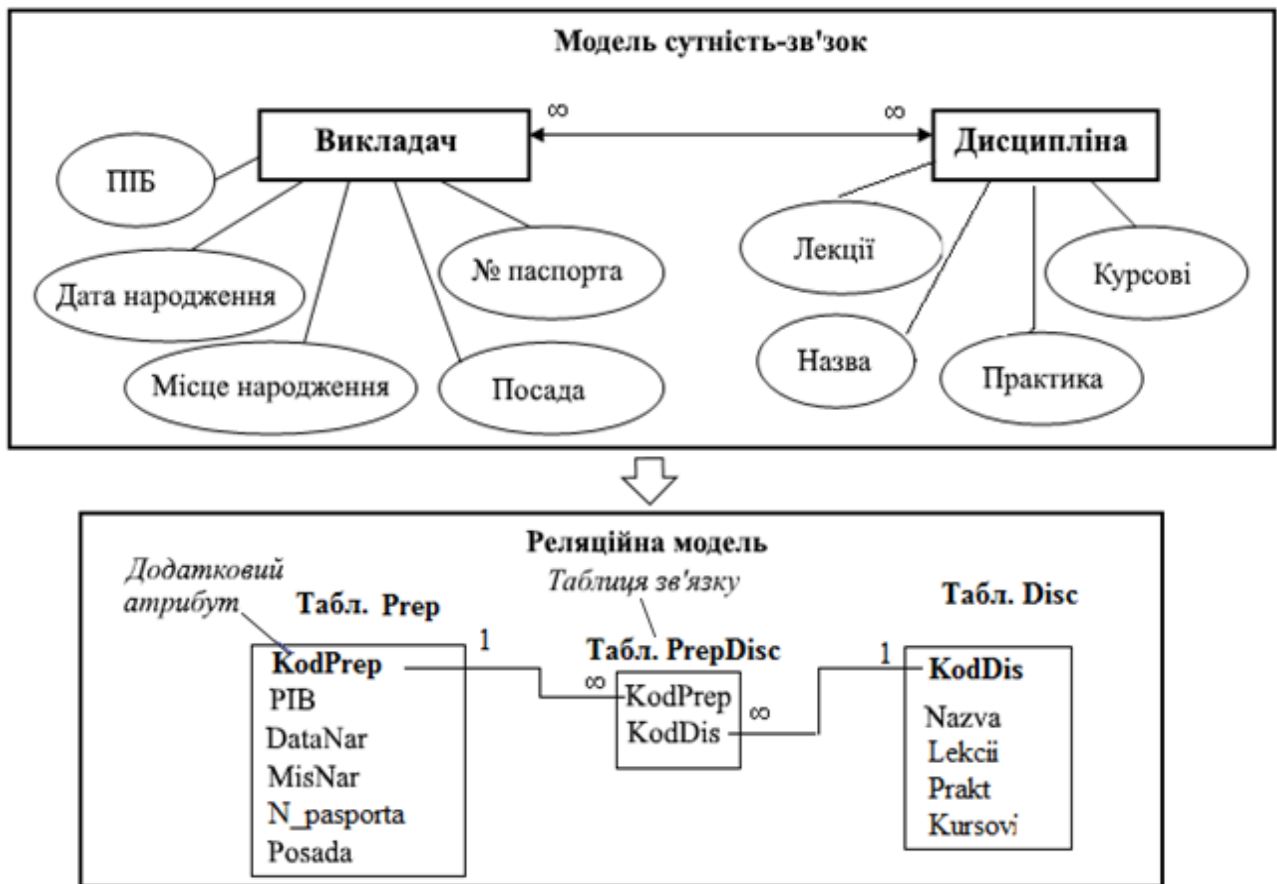 Модель сутність-зв'зок
∞
∞
Викладач
Дисципліна
ПІБ
Лекції
№ паспорта
Курсові
Дата народження
Назва
Місце народження
Посада
Практика
Реляційна модель
Додатковий
атрибут
Таблиця зв'язку
Табл. Prep
Табл. Disc
1
Табл. PrepDisc
1
KodPrep
PIB
DataNar
MisNar
N_pasporta
Posada
∞
KodPrep
KodDis
∞
KodDis
Nazva
Lekcii
Prakt
Kursovi